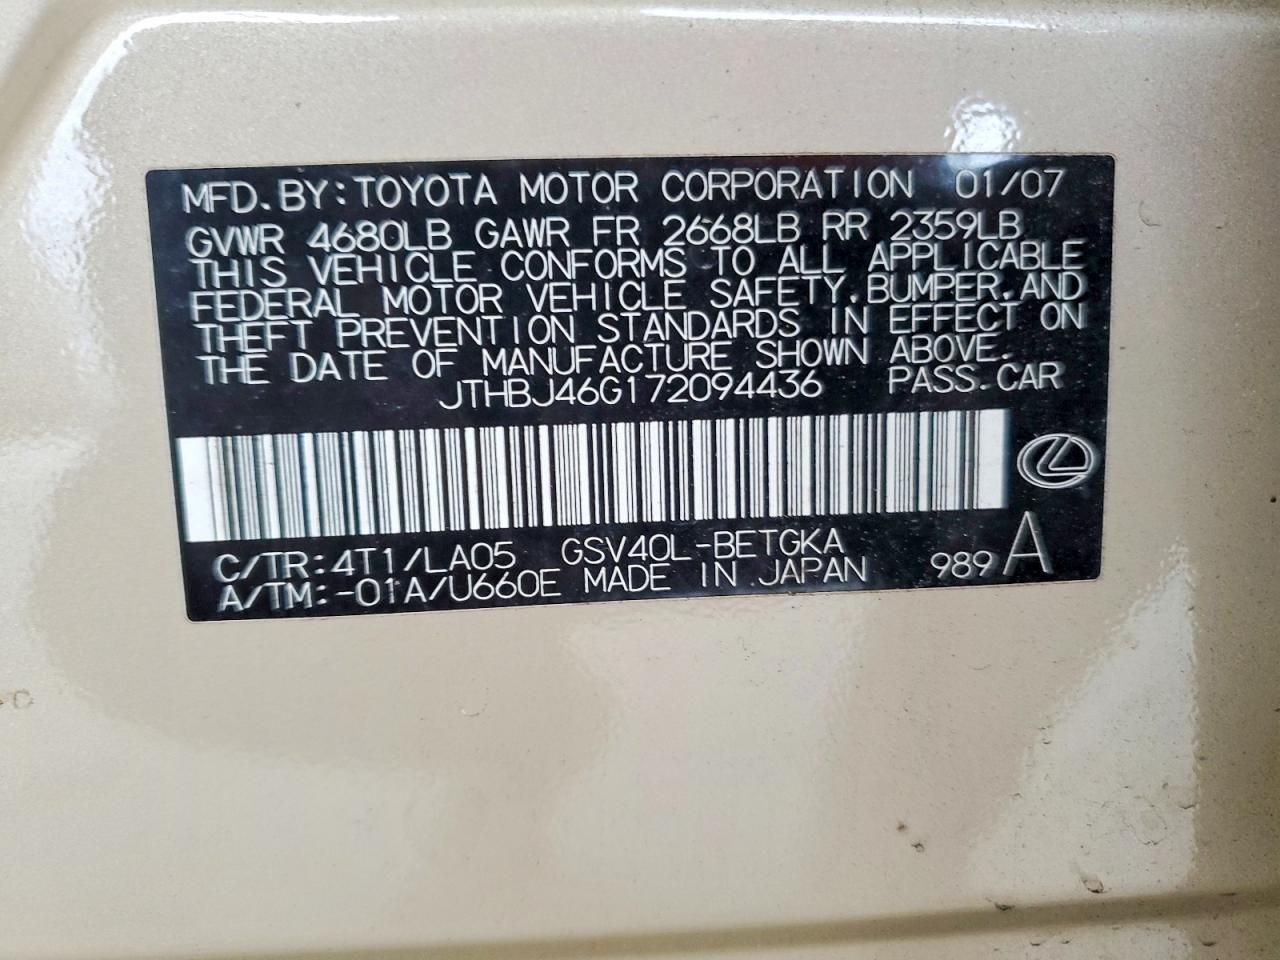 MFD.BY:TOYOTA MOTOR CORPORATION 01/07
GVWR 4680LB GAWR FR 2668LB RR 2359LB
THIS VEHICLE CONFORMS TO ALL APPLICABLE
FEDERAL MOTOR VEHICLE SAFETY,BUMPER,AND
THEFT PREVENTION STANDARDS IN EFFECT ON
THE DATE OF MANUFACTURE SHOWN ABOVE.
JTHBJ46G172094436 PASS.CAR
C/TR:4T1/LA05 GSV40L-BETGKA
A/TM:-01A/U660E MADE IN JAPAN 989 A